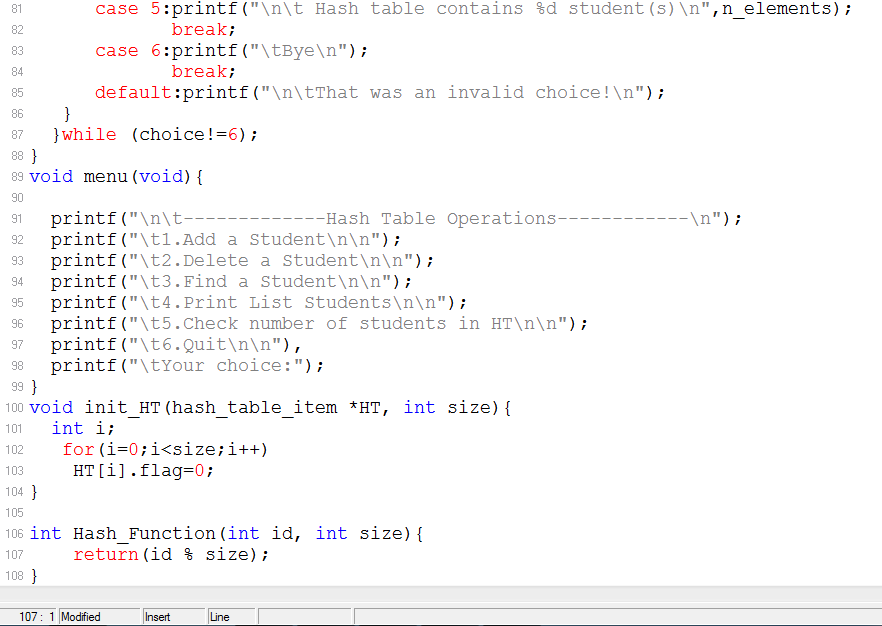 81 case 5:printf("\n\t Hash table contains %d student(s)\n",n_elements);
82 break;
83 case 6:printf("\tBye\n");
84 break;
85 default:printf("\n\tThat was an invalid choice!\n");
86 }
87 }while (choice!=6);
88 }
89 void menu(void){
90
91 printf("\n\t-------------Hash Table Operations------------\n");
92 printf("\t1.Add a Student\n\n");
93 printf("\t2.Delete a Student\n\n");
94 printf("\t3.Find a Student\n\n");
95 printf("\t4.Print List Students\n\n");
96 printf("\t5.Check number of students in HT\n\n");
97 printf("\t6.Quit\n\n"),
98 printf("\tYour choice:");
99 }
100 void init_HT(hash_table_item *HT, int size){
101 int i;
102 for(i=0;i<size;i++)
103 HT[i].flag=0;
104 }
105
106 int Hash_Function(int id, int size){
107 return(id % size);
108 }
107: 1 Modified Insert Line